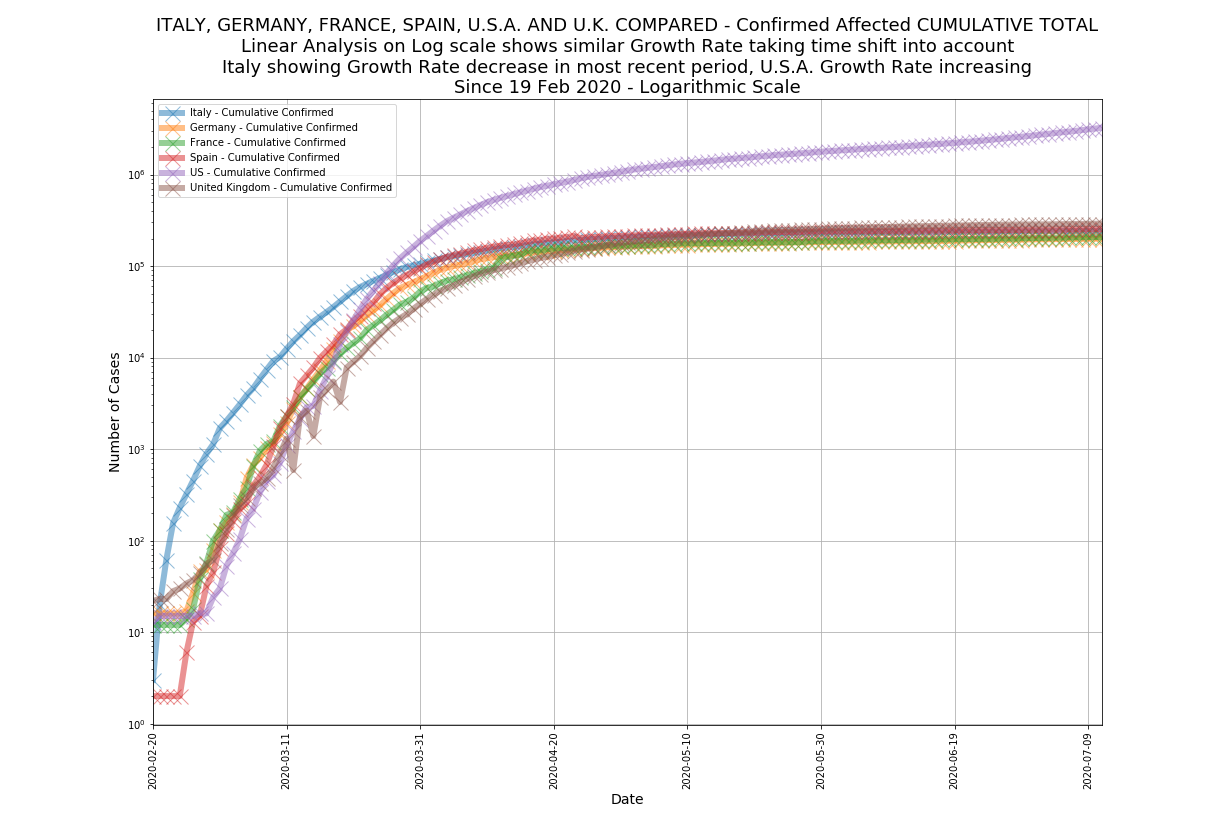 ITALY, GERMANY, FRANCE, SPAIN, U.S.A. AND U.K. COMPARED - Confirmed Affected CUMULATIVE TOTAL
Linear Analysis on Log scale shows similar Growth Rate taking time shift into account
Italy showing Growth Rate decrease in most recent period, U.S.A. Growth Rate increasing
Since 19 Feb 2020 - Logarithmic Scale
Italy - Cumulative Confirmed
Germany - Cumulative Confirmed
France - Cumulative Confirmed
Spain - Cumulative Confirmed
US - Cumulative Confirmed
United Kingdom - Cumulative Confirmed
Number of Cases
10⁶
10⁵
10⁴
10³
10²
10¹
10⁰
2020-02-20
2020-03-11
2020-03-31
2020-04-20
2020-05-10
2020-05-30
2020-06-19
2020-07-09
Date